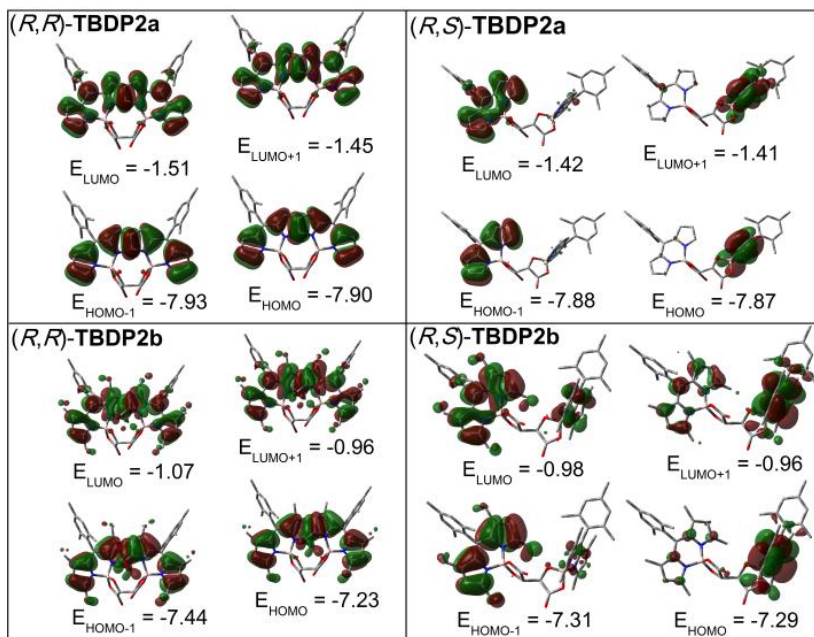 (R,R)-TBDP2a
E_LUMO = -1.51
E_LUMO+1 = -1.45
E_HOMO-1 = -7.93
E_HOMO = -7.90
(R,S)-TBDP2a
E_LUMO = -1.42
E_LUMO+1 = -1.41
E_HOMO-1 = -7.88
E_HOMO = -7.87
(R,R)-TBDP2b
E_LUMO = -1.07
E_LUMO+1 = -0.96
E_HOMO-1 = -7.44
E_HOMO = -7.23
(R,S)-TBDP2b
E_LUMO = -0.98
E_LUMO+1 = -0.96
E_HOMO-1 = -7.31
E_HOMO = -7.29